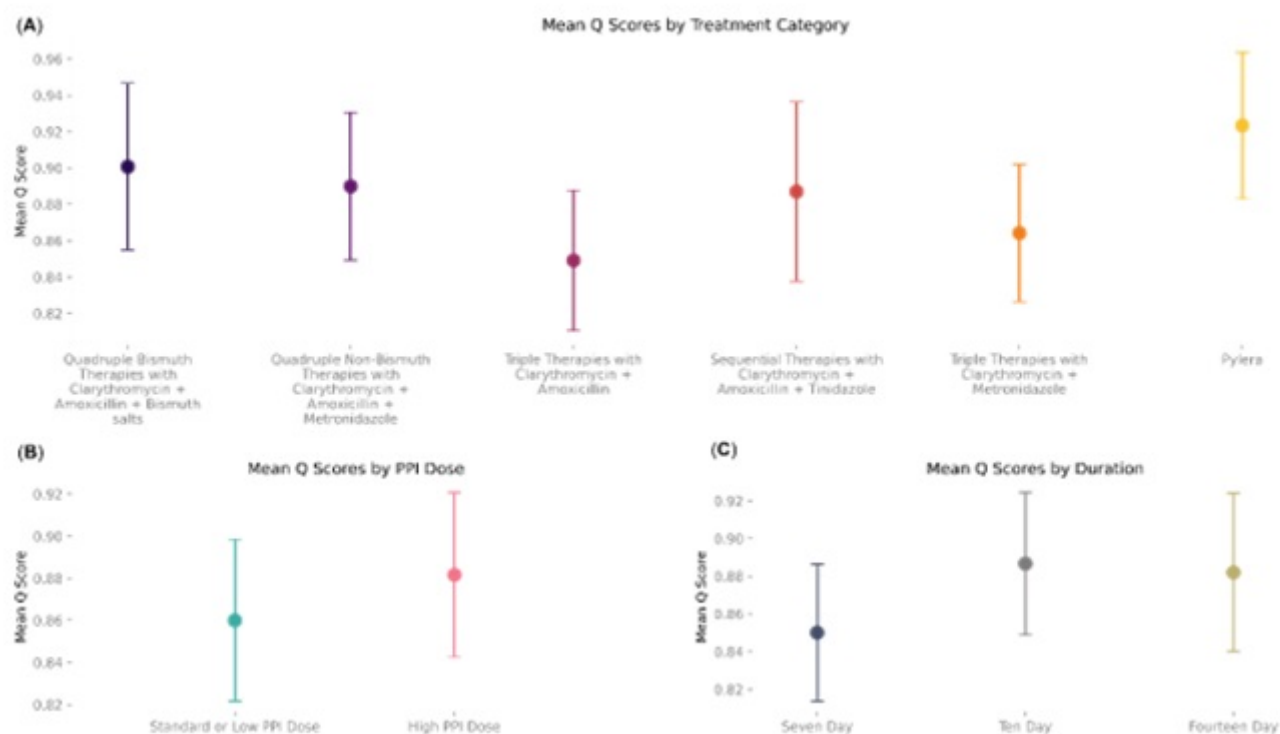 (A)
Mean Q Scores by Treatment Category
Mean Q Score
0.96
0.94
0.92
0.90
0.88
0.86
0.84
0.82
Quadruple Bismuth
Therapies with
Clarythromycin +
Amoxicillin + Bismuth
salts
Quadruple Non-Bismuth
Therapies with
Clarythromycin +
Amoxicillin +
Metronidazole
Triple Therapies with
Clarythromycin +
Amoxicillin
Sequential Therapies with
Clarythromycin +
Amoxicillin + Tinidazole
Triple Therapies with
Clarythromycin +
Metronidazole
Pylera
(B)
Mean Q Scores by PPI Dose
Mean Q Score
0.92
0.90
0.88
0.86
0.84
0.82
Standard or Low PPI Dose
High PPI Dose
(C)
Mean Q Scores by Duration
Mean Q Score
0.92
0.90
0.88
0.86
0.84
0.82
Seven Day
Ten Day
Fourteen Day